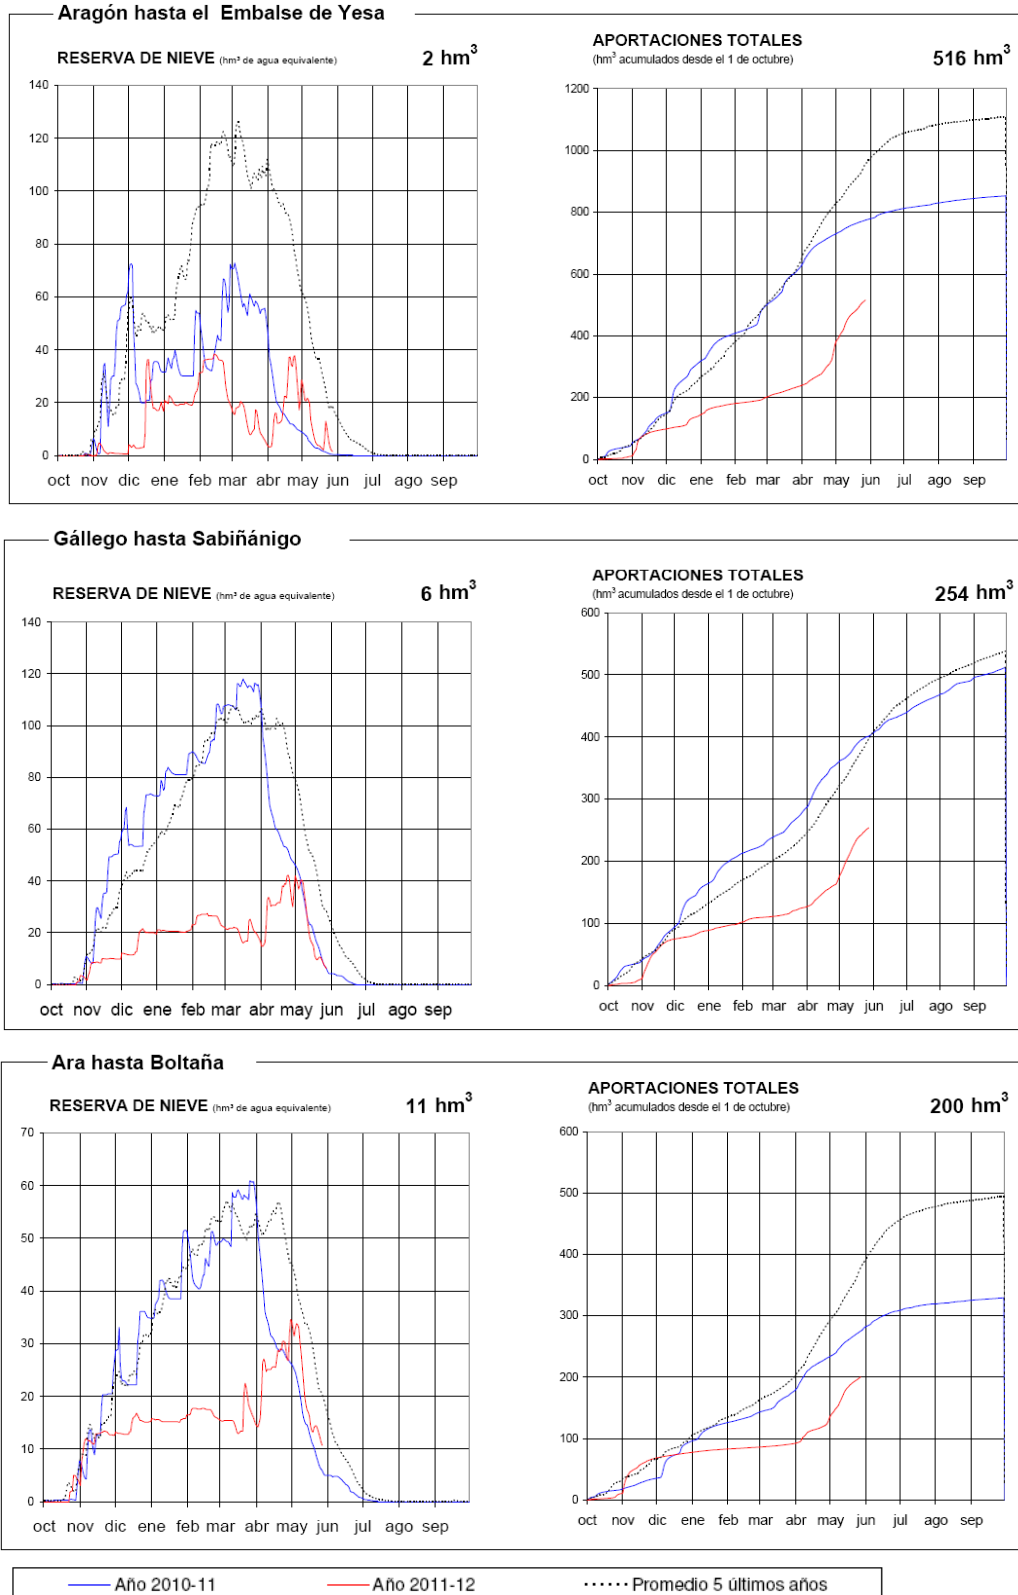 Aragón hasta el Embalse de Yesa
RESERVA DE NIEVE (hm³ de agua equivalente) 2 hm³
140
120
100
80
60
40
20
0
oct nov dic ene feb mar abr may jun jul ago sep
APORTACIONES TOTALES
(hm³ acumulados desde el 1 de octubre) 516 hm³
1200
1000
800
600
400
200
0
oct nov dic ene feb mar abr may jun jul ago sep
Gállego hasta Sabiñánigo
RESERVA DE NIEVE (hm³ de agua equivalente) 6 hm³
140
120
100
80
60
40
20
0
oct nov dic ene feb mar abr may jun jul ago sep
APORTACIONES TOTALES
(hm³ acumulados desde el 1 de octubre) 254 hm³
600
500
400
300
200
100
0
oct nov dic ene feb mar abr may jun jul ago sep
Ara hasta Boltaña
RESERVA DE NIEVE (hm³ de agua equivalente) 11 hm³
70
60
50
40
30
20
10
0
oct nov dic ene feb mar abr may jun jul ago sep
APORTACIONES TOTALES
(hm³ acumulados desde el 1 de octubre) 200 hm³
600
500
400
300
200
100
0
oct nov dic ene feb mar abr may jun jul ago sep
Año 2010-11 Año 2011-12 Promedio 5 últimos años